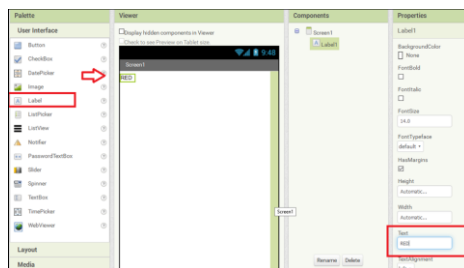 Palette
User Interface
Button
CheckBox
DatePicker
Image
Label
ListPicker
ListView
Notifier
PasswordTextBox
Slider
Spinner
TextBox
TimePicker
WebViewer
Layout
Media
Viewer
Display hidden components in Viewer
Check to see Preview on Tablet size.
9:48
Screen1
RED
Screen1
Components
Screen1
Label1
Rename Delete
Properties
Label1
BackgroundColor
None
FontBold
FontItalic
FontSize
14.0
FontTypeface
default
HasMargins
Height
Automatic...
Width
Automatic...
Text
RED
TextAlignment